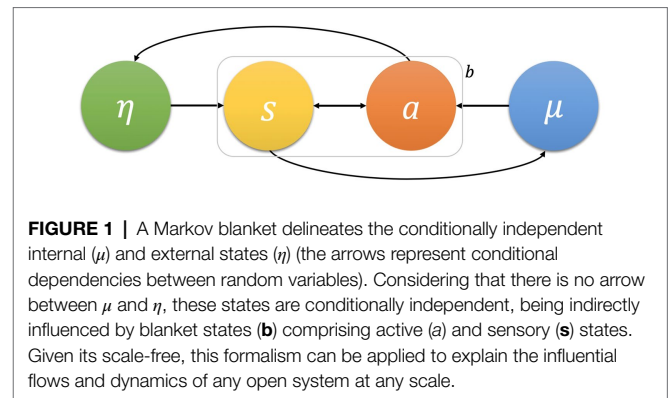 η s a μ b
FIGURE 1 | A Markov blanket delineates the conditionally independent
internal (μ) and external states (η) (the arrows represent conditional
dependencies between random variables). Considering that there is no arrow
between μ and η, these states are conditionally independent, being indirectly
influenced by blanket states (b) comprising active (a) and sensory (s) states.
Given its scale-free, this formalism can be applied to explain the influential
flows and dynamics of any open system at any scale.